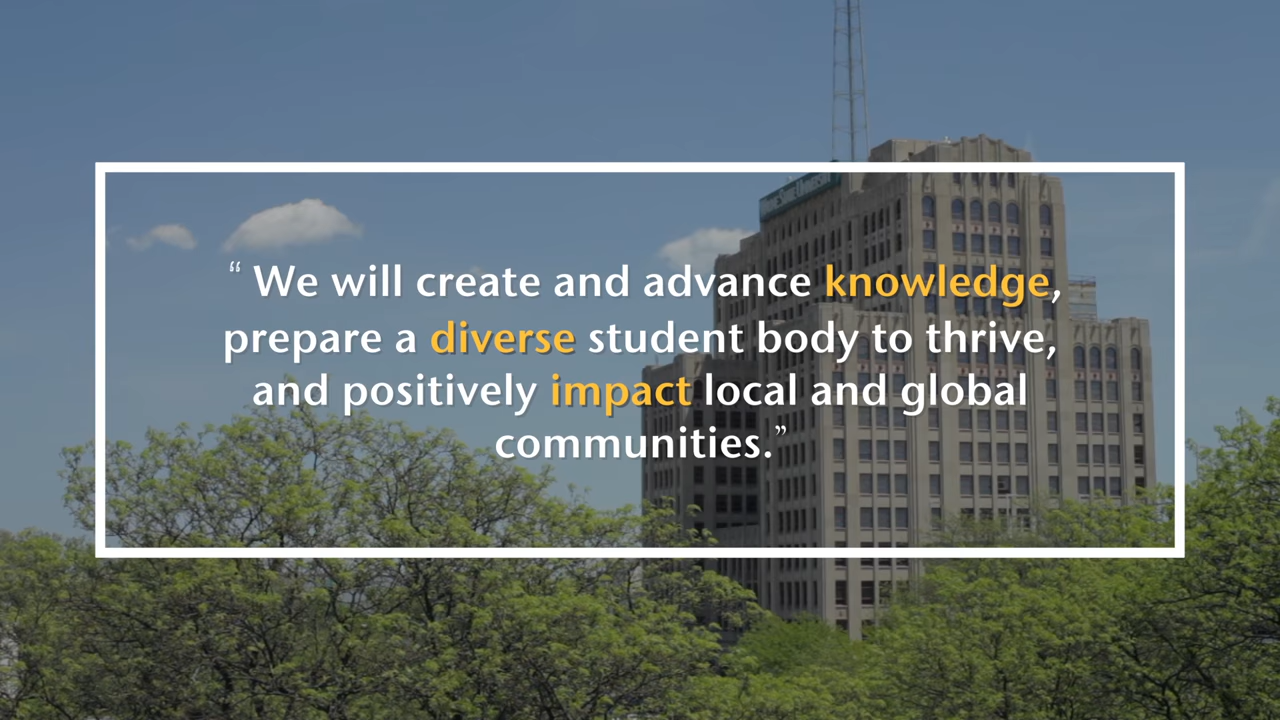 “ We will create and advance knowledge,
prepare a diverse student body to thrive,
and positively impact local and global
communities.”